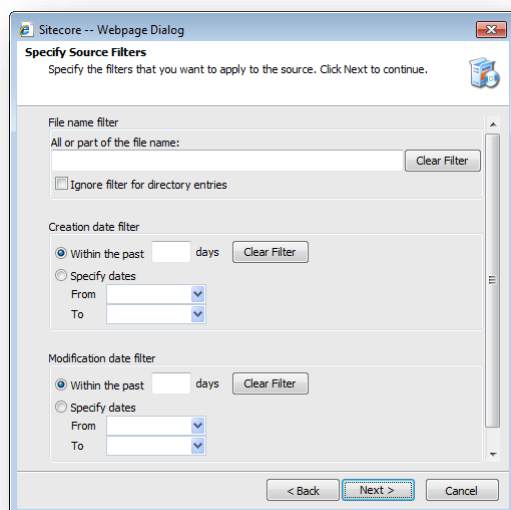 Sitecore -- Webpage Dialog
Specify Source Filters
Specify the filters that you want to apply to the source. Click Next to continue.
File name filter
All or part of the file name:
Clear Filter
Ignore filter for directory entries
Creation date filter
Within the past days Clear Filter
Specify dates
From
To
Modification date filter
Within the past days Clear Filter
Specify dates
From
To
< Back Next > Cancel